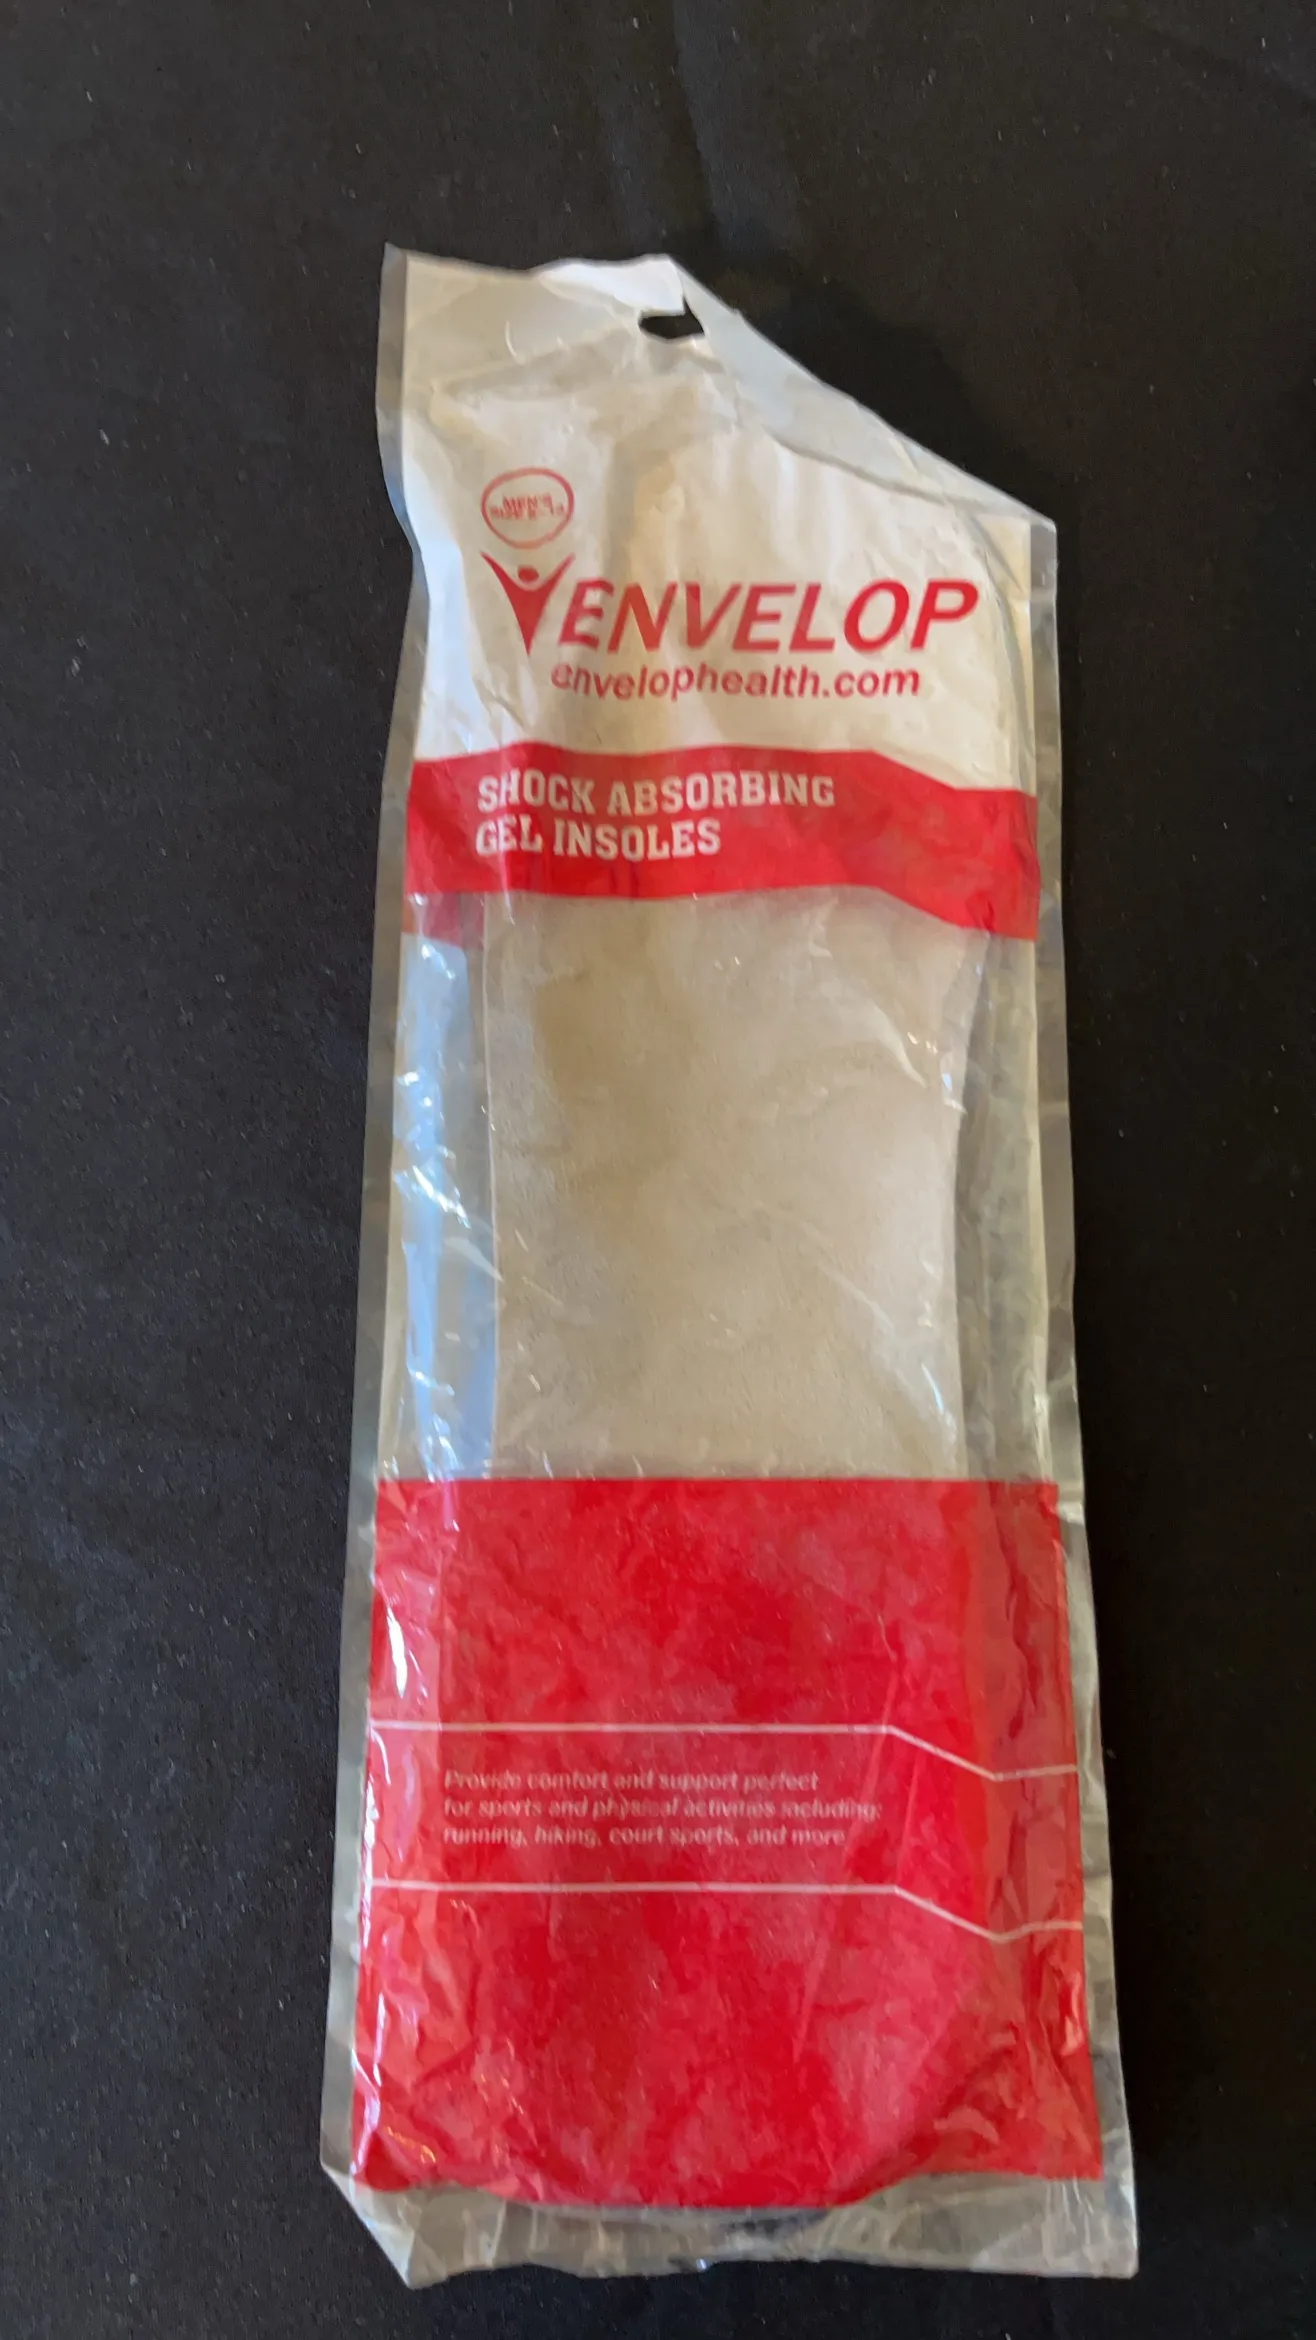 MEN'S
ENVELOP
envelophealth.com
SHOCK ABSORBING
GEL INSOLES
Provide comfort and support perfect
for sports and physical activities including:
running, hiking, court sports, and more